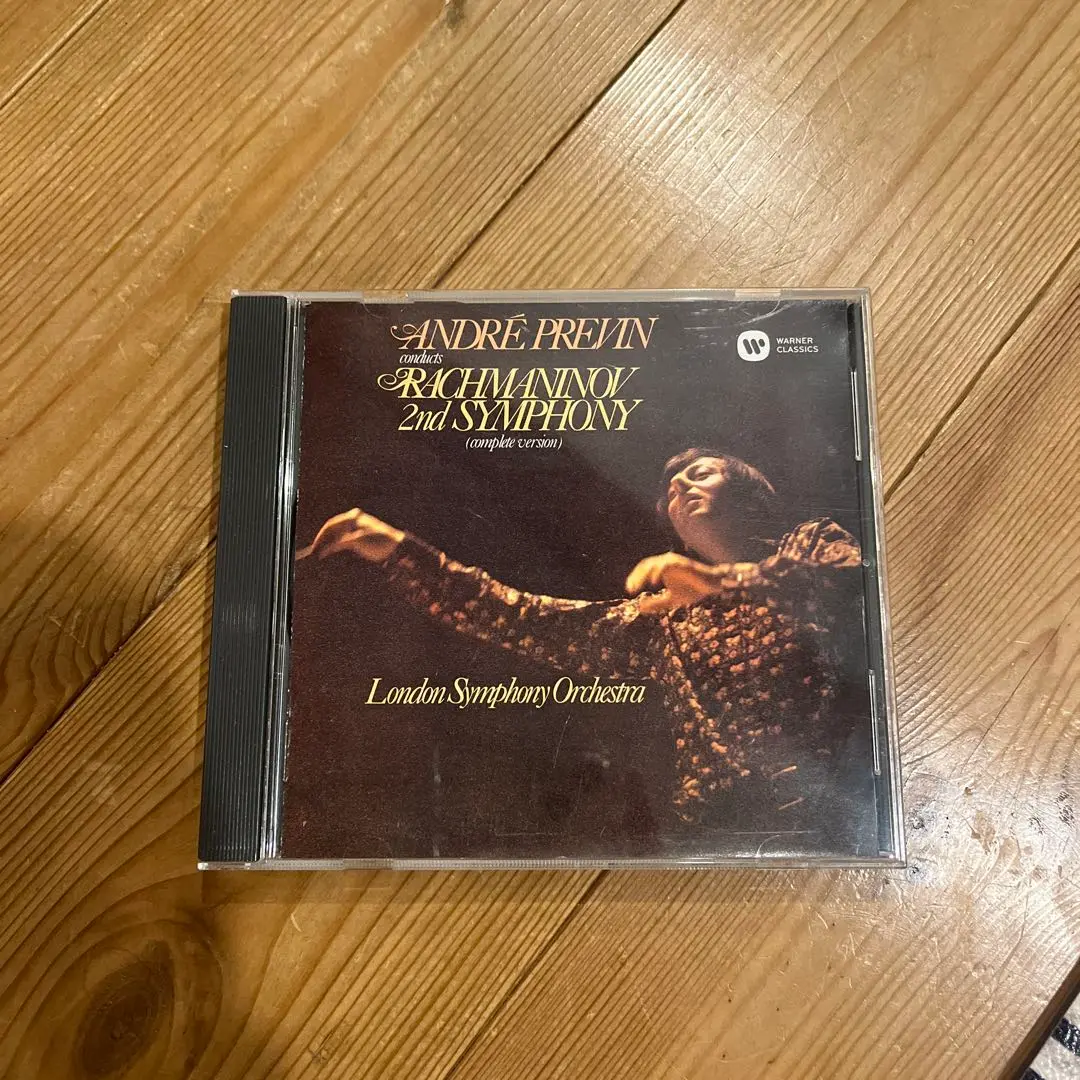 ANDRÉ PREVIN
conducts
RACHMANINOV
2nd SYMPHONY
(complete version)
WARNER
CLASSICS
London Symphony Orchestra